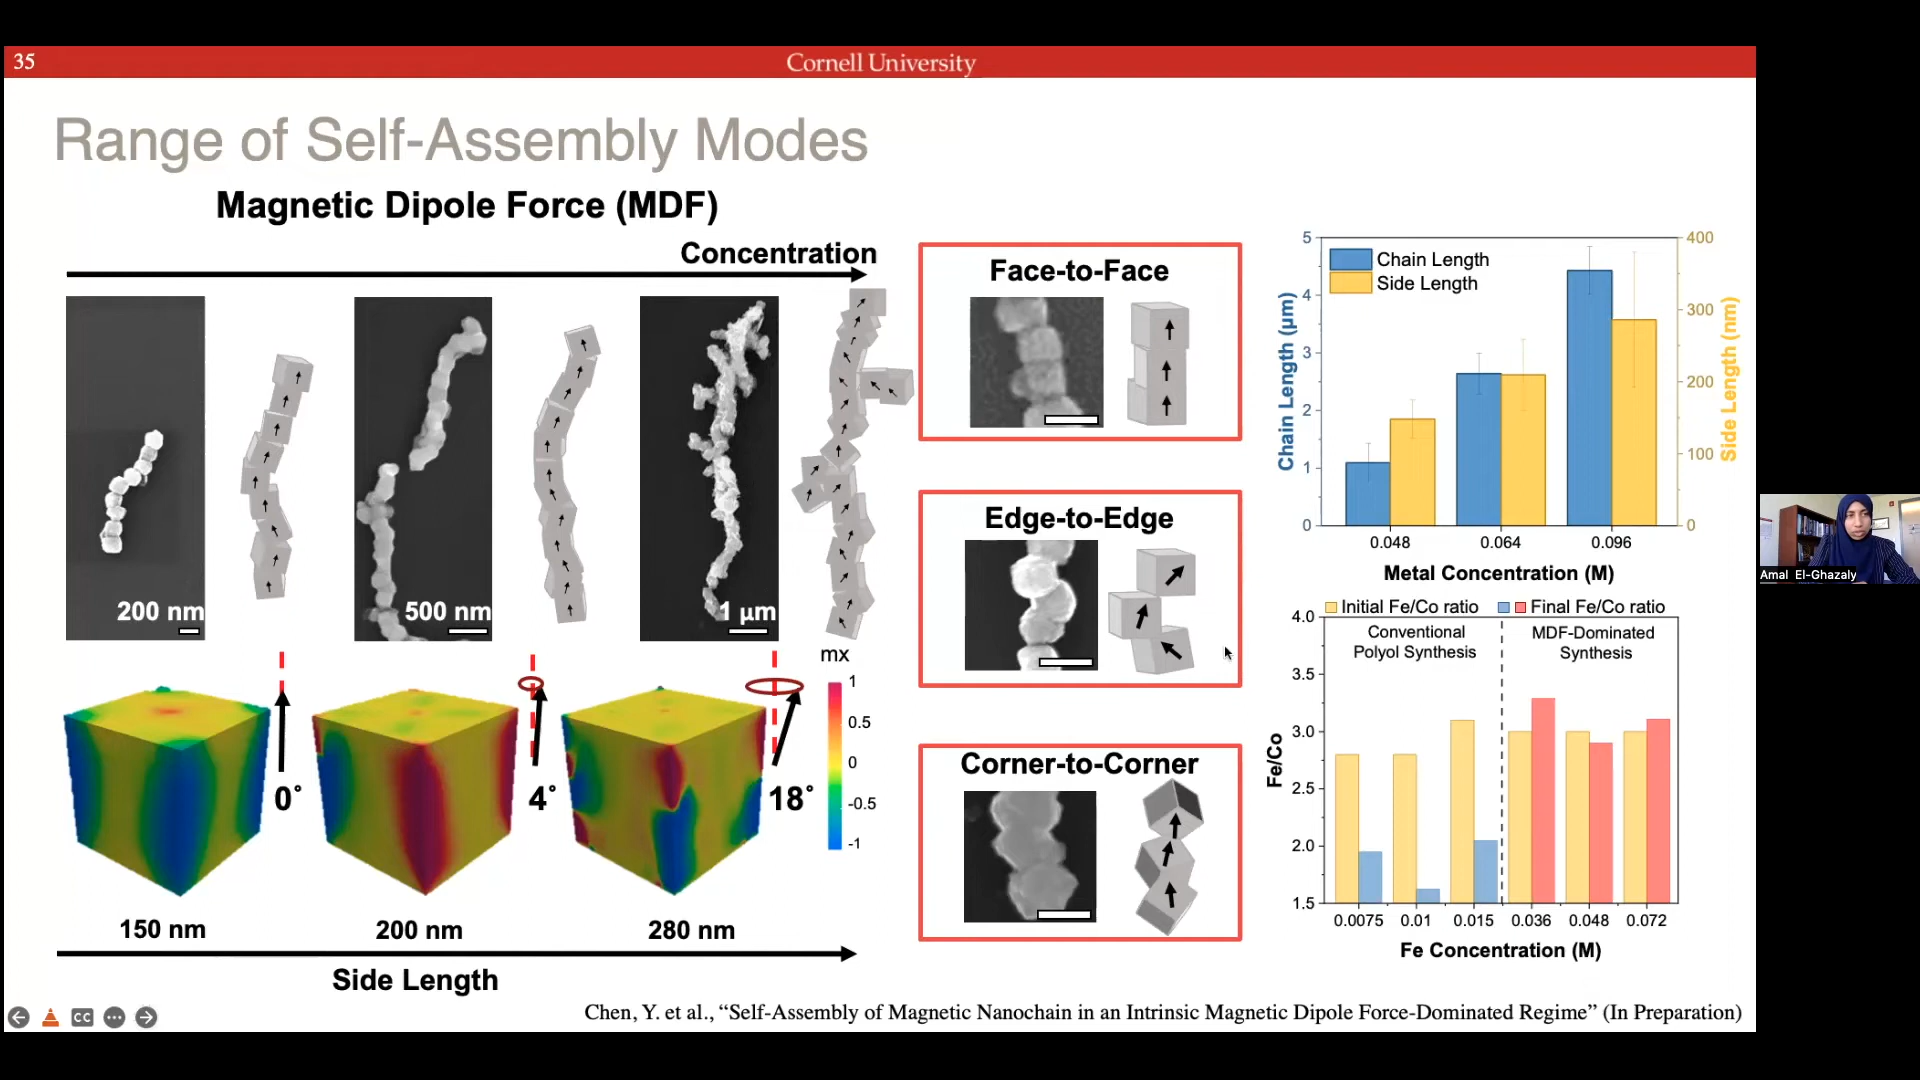 35
Cornell University
Range of Self-Assembly Modes
Magnetic Dipole Force (MDF)
Concentration
200 nm
500 nm
1 µm
mx
1
0.5
0
-0.5
-1
0°
4°
18°
150 nm
200 nm
280 nm
Side Length
Face-to-Face
Edge-to-Edge
Corner-to-Corner
Chain Length
Side Length
Chain Length (µm)
5
4
3
2
1
0
Side Length (nm)
400
300
200
100
0
0.048
0.064
0.096
Metal Concentration (M)
Initial Fe/Co ratio
Final Fe/Co ratio
Conventional
Polyol Synthesis
MDF-Dominated
Synthesis
Fe/Co
4.0
3.5
3.0
2.5
2.0
1.5
0.0075
0.01
0.015
0.036
0.048
0.072
Fe Concentration (M)
Chen, Y. et al., “Self-Assembly of Magnetic Nanochain in an Intrinsic Magnetic Dipole Force-Dominated Regime” (In Preparation)
CC
Amal El-Ghazaly